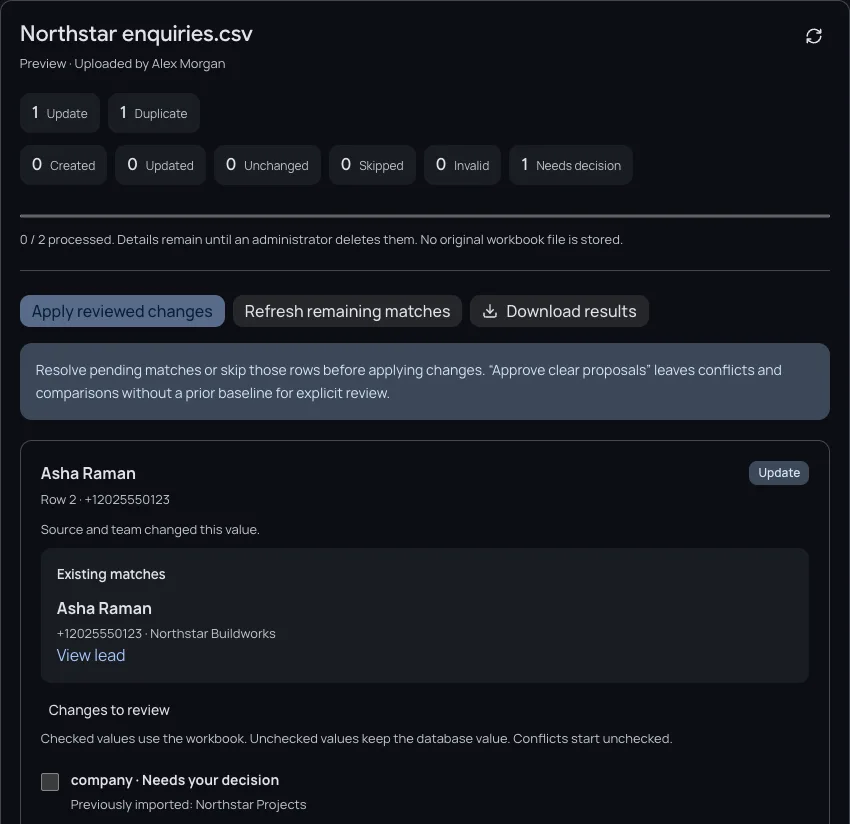 Northstar enquiries.csv
Preview · Uploaded by Alex Morgan
1 Update 1 Duplicate
0 Created 0 Updated 0 Unchanged 0 Skipped 0 Invalid 1 Needs decision
0 / 2 processed. Details remain until an administrator deletes them. No original workbook file is stored.
Apply reviewed changes Refresh remaining matches Download results
Resolve pending matches or skip those rows before applying changes. “Approve clear proposals” leaves conflicts and
comparisons without a prior baseline for explicit review.
Asha Raman Update
Row 2 · +12025550123
Source and team changed this value.
Existing matches
Asha Raman
+12025550123 · Northstar Buildworks
View lead
Changes to review
Checked values use the workbook. Unchecked values keep the database value. Conflicts start unchecked.
company · Needs your decision
Previously imported: Northstar Projects